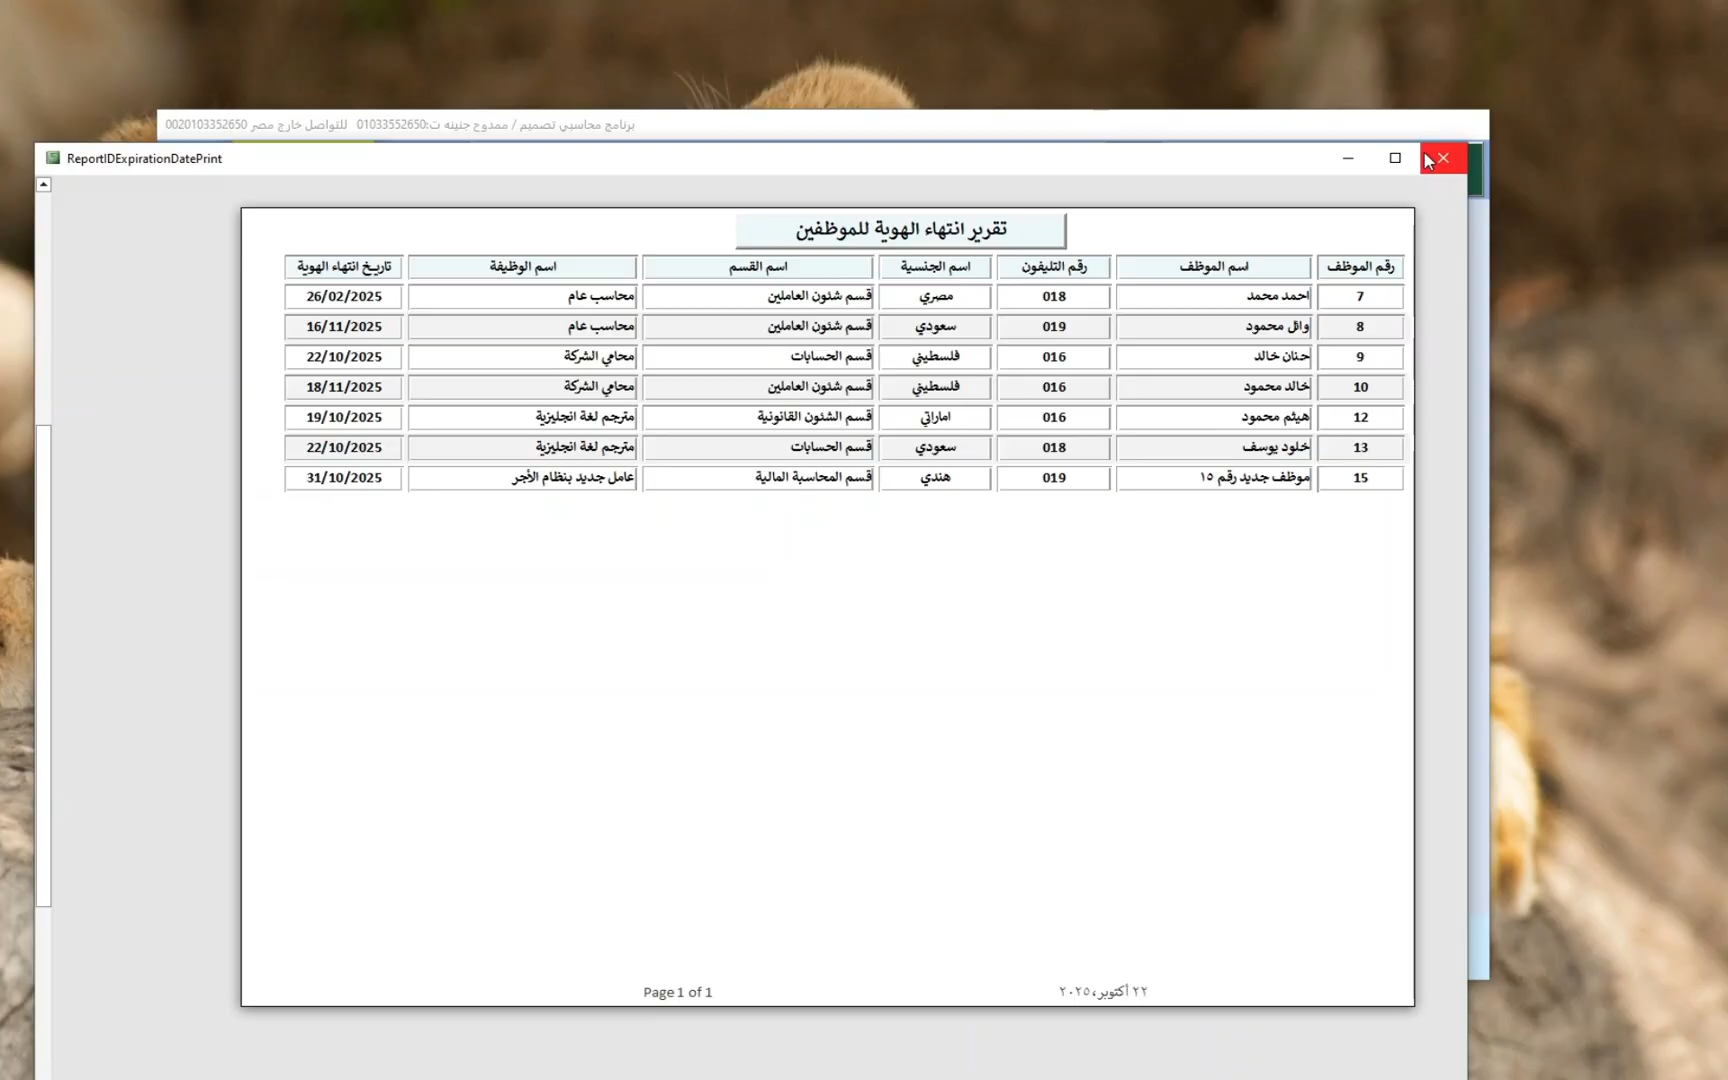 برنامج محاسبي تصميم / ممدوح جنينه ت:01033552650 للتواصل خارج مصر 0020103352650
ReportIDExpirationDatePrint
تقرير انتهاء الهوية للموظفين
رقم الموظف اسم الموظف رقم التليفون اسم الجنسية اسم القسم اسم الوظيفة تاريخ انتهاء الهوية
7 احمد محمد 018 مصري قسم شئون العاملين محاسب عام 26/02/2025
8 وائل محمود 019 سعودي قسم شئون العاملين محاسب عام 16/11/2025
9 حنان خالد 016 فلسطيني قسم الحسابات محامي الشركة 22/10/2025
10 خالد محمود 016 فلسطيني قسم شئون العاملين محامي الشركة 18/11/2025
12 هيثم محمود 016 اماراتي قسم الشئون القانونية مترجم لغة انجليزية 19/10/2025
13 خلود يوسف 018 سعودي قسم الحسابات مترجم لغة انجليزية 22/10/2025
15 موظف جديد رقم ١٥ 019 هندي قسم المحاسبة المالية عامل جديد بنظام الأجر 31/10/2025
٢٢ أكتوبر، ٢٠٢٥
Page 1 of 1